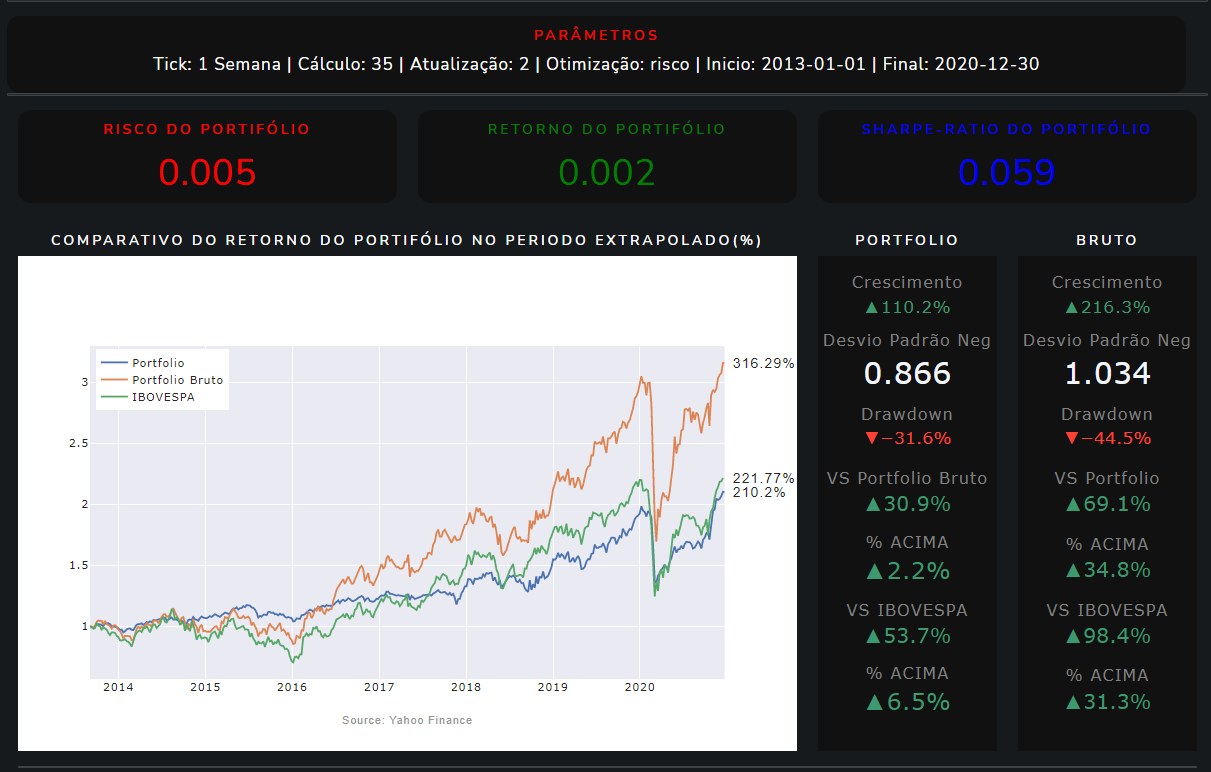 PARÂMETROS
Tick: 1 Semana | Cálculo: 35 | Atualização: 2 | Otimização: risco | Inicio: 2013-01-01 | Final: 2020-12-30
RISCO DO PORTIFÓLIO
0.005
RETORNO DO PORTIFÓLIO
0.002
SHARPE-RATIO DO PORTIFÓLIO
0.059
COMPARATIVO DO RETORNO DO PORTIFÓLIO NO PERIODO EXTRAPOLADO(%)
Portfolio
Portfolio Bruto
IBOVESPA
3
2.5
2
1.5
1
316.29%
221.77%
210.2%
2014 2015 2016 2017 2018 2019 2020
Source: Yahoo Finance
PORTFOLIO
Crescimento
▲110.2%
Desvio Padrão Neg
0.866
Drawdown
▼−31.6%
VS Portfolio Bruto
▲30.9%
% ACIMA
▲2.2%
VS IBOVESPA
▲53.7%
% ACIMA
▲6.5%
BRUTO
Crescimento
▲216.3%
Desvio Padrão Neg
1.034
Drawdown
▼−44.5%
VS Portfolio
▲69.1%
% ACIMA
▲34.8%
VS IBOVESPA
▲98.4%
% ACIMA
▲31.3%